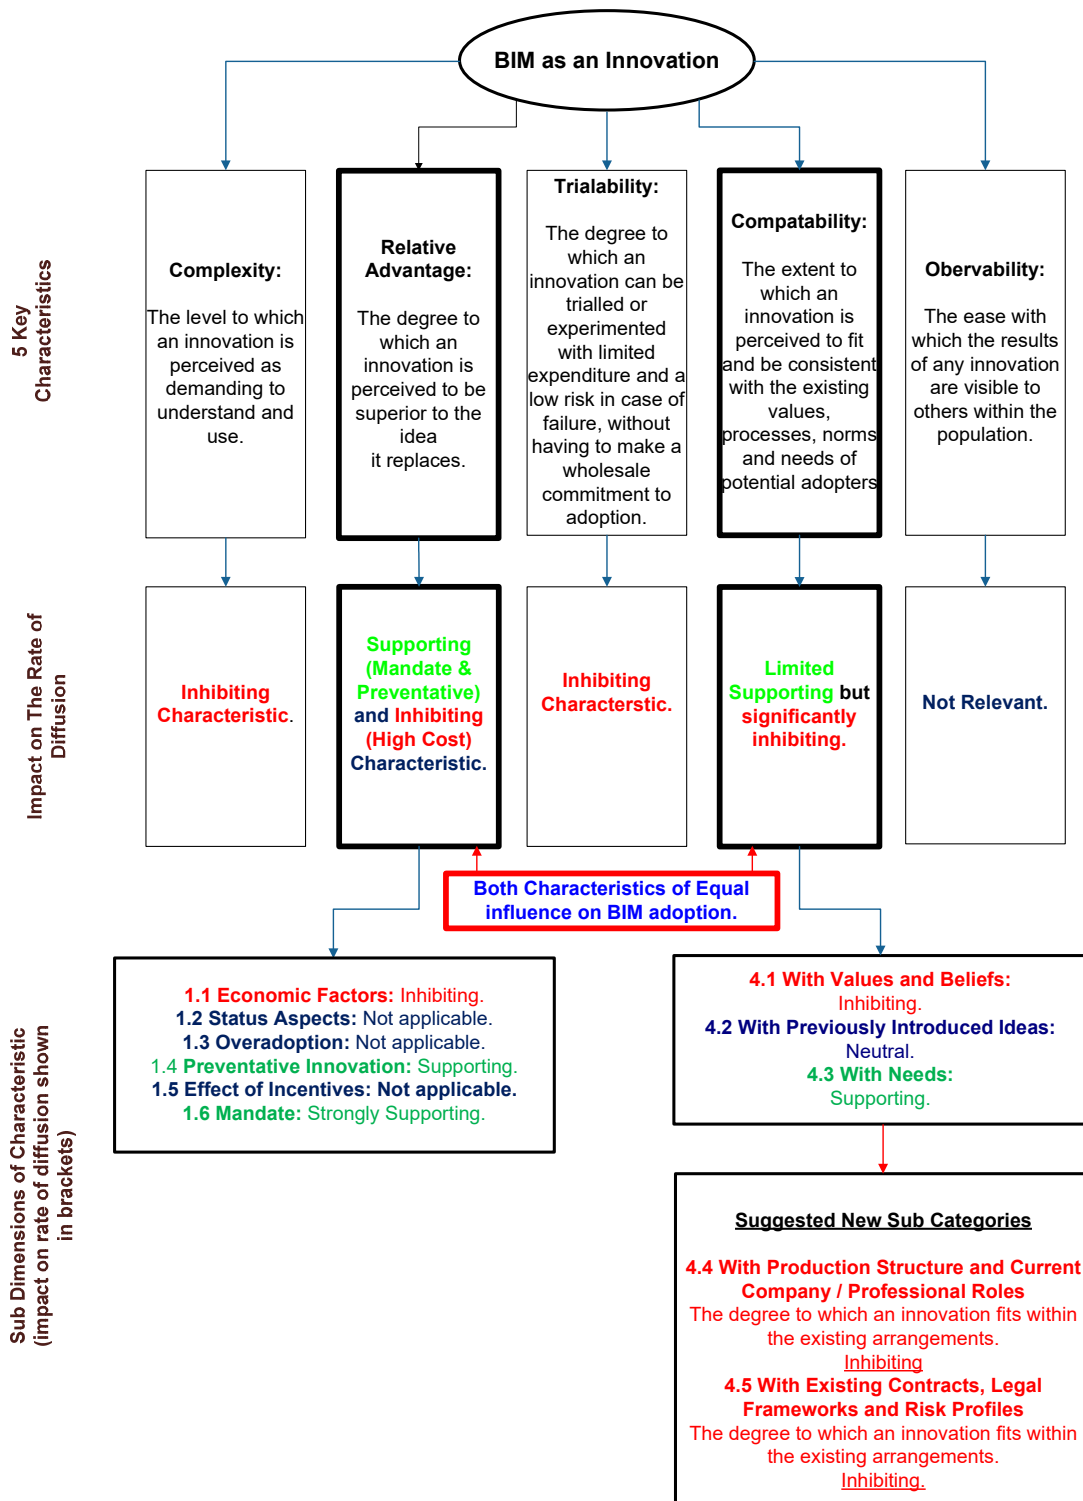 BIM as an Innovation
5 Key
Characteristics
Complexity:
The level to which
an innovation is
perceived as
demanding to
understand and
use.
Relative
Advantage:
The degree to
which an
innovation is
perceived to be
superior to the
idea
it replaces.
Trialability:
The degree to
which an
innovation can be
trialled or
experimented
with limited
expenditure and a
low risk in case of
failure, without
having to make a
wholesale
commitment to
adoption.
Compatability:
The extent to
which an
innovation is
perceived to fit
and be consistent
with the existing
values,
processes, norms
and needs of
potential adopters
Obervability:
The ease with
which the results
of any innovation
are visible to
others within the
population.
Impact on The Rate of
Diffusion
Inhibiting
Characteristic.
Supporting
(Mandate &
Preventative)
and Inhibiting
(High Cost)
Characteristic.
Inhibiting
Characterstic.
Limited
Supporting but
significantly
inhibiting.
Not Relevant.
Both Characteristics of Equal
influence on BIM adoption.
Sub Dimensions of Characteristic
(impact on rate of diffusion shown
in brackets)
1.1 Economic Factors: Inhibiting.
1.2 Status Aspects: Not applicable.
1.3 Overadoption: Not applicable.
1.4 Preventative Innovation: Supporting.
1.5 Effect of Incentives: Not applicable.
1.6 Mandate: Strongly Supporting.
4.1 With Values and Beliefs:
Inhibiting.
4.2 With Previously Introduced Ideas:
Neutral.
4.3 With Needs:
Supporting.
Suggested New Sub Categories
4.4 With Production Structure and Current
Company / Professional Roles
The degree to which an innovation fits within
the existing arrangements.
Inhibiting
4.5 With Existing Contracts, Legal
Frameworks and Risk Profiles
The degree to which an innovation fits within
the existing arrangements.
Inhibiting.